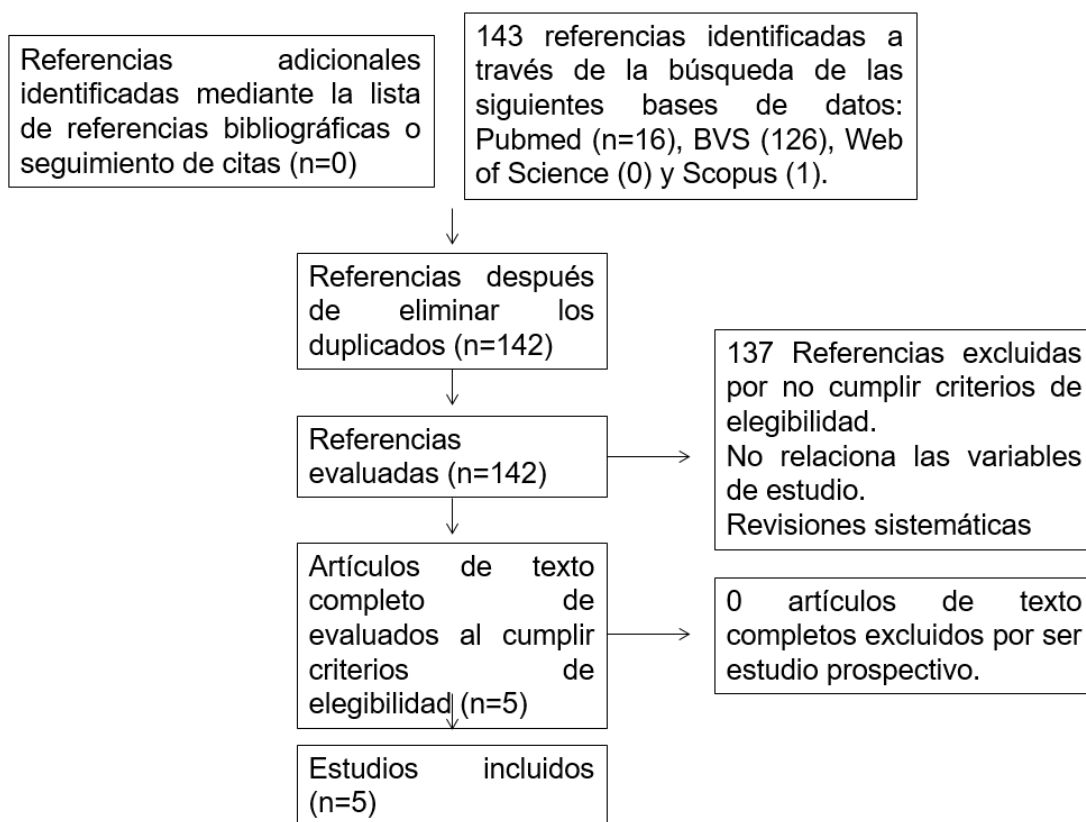 Referencias adicionales
identificadas mediante la lista
de referencias bibliográficas o
seguimiento de citas (n=0)
143 referencias identificadas a
través de la búsqueda de las
siguientes bases de datos:
Pubmed (n=16), BVS (126), Web
of Science (0) y Scopus (1).
Referencias después
de eliminar los
duplicados (n=142)
Referencias
evaluadas (n=142)
137 Referencias excluidas
por no cumplir criterios de
elegibilidad.
No relaciona las variables
de estudio.
Revisiones sistemáticas
Artículos de texto
completo de
evaluados al cumplir
criterios de
elegibilidad (n=5)
0 artículos de texto
completos excluidos por ser
estudio prospectivo.
Estudios incluidos
(n=5)